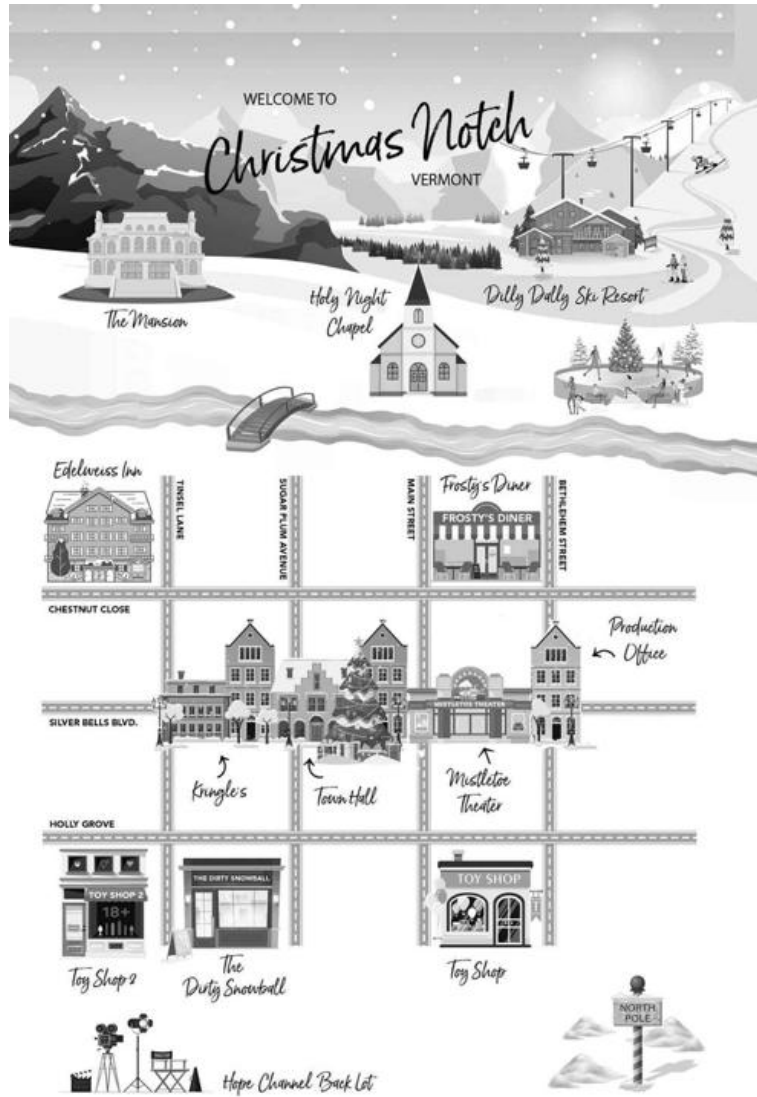 WELCOME TO
Christmas Notch
VERMONT
The Mansion
Holy Night
Chapel
Dilly Dally Ski Resort
Edelweiss Inn
TINSEL LANE
SUGAR PLUM AVENUE
MAIN STREET
Frosty's Diner
FROSTY'S DINER
BETHLEHEM STREET
CHESTNUT CLOSE
Production
Office
SILVER BELLS BLVD.
MISTLETOE THEATER
Kringle's
Town Hall
Mistletoe
Theater
HOLLY GROVE
TOY SHOP 2
18+
THE DIRTY SNOWBALL
TOY SHOP
Toy Shop 2
The
Dirty Snowball
Toy Shop
NORTH
POLE
Hope Channel Back Lot